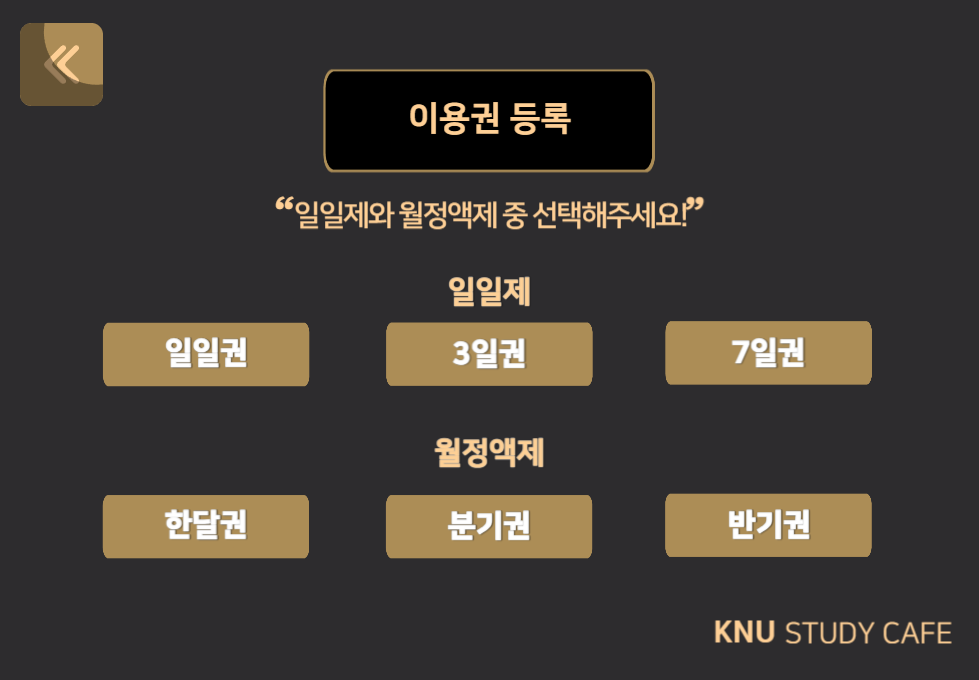 이용권 등록
“일일제와 월정액제 중 선택해주세요!”
일일제
일일권 3일권 7일권
월정액제
한달권 분기권 반기권
KNU STUDY CAFE